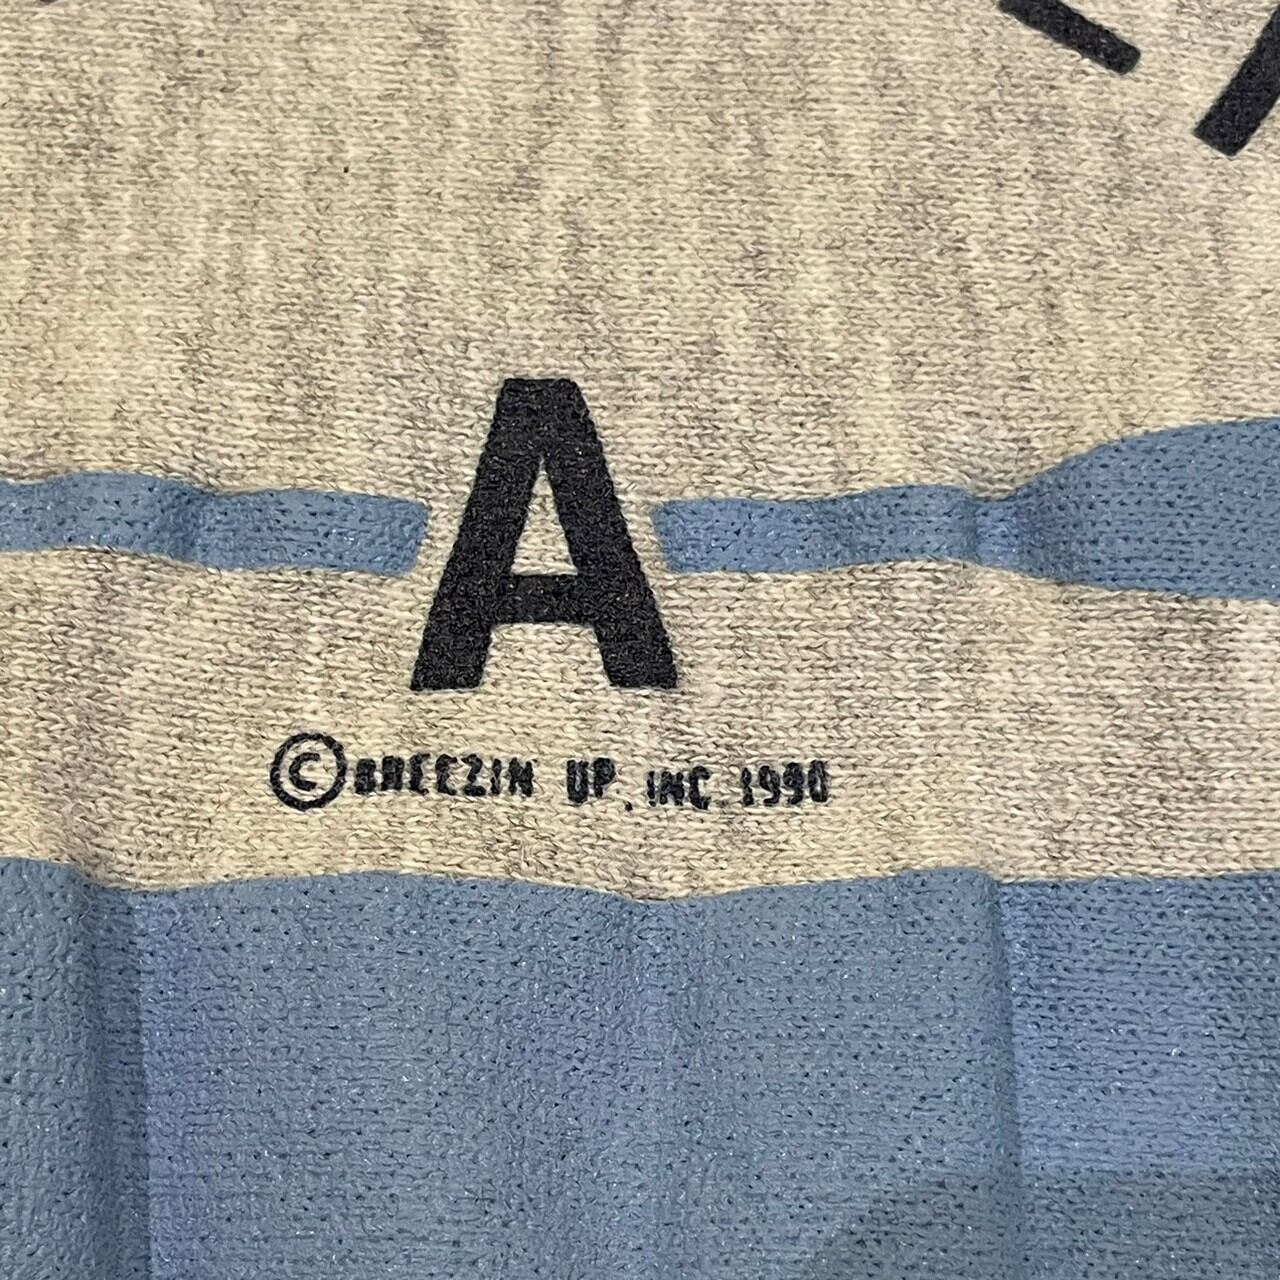 A
© BREEZIN UP, INC. 1990